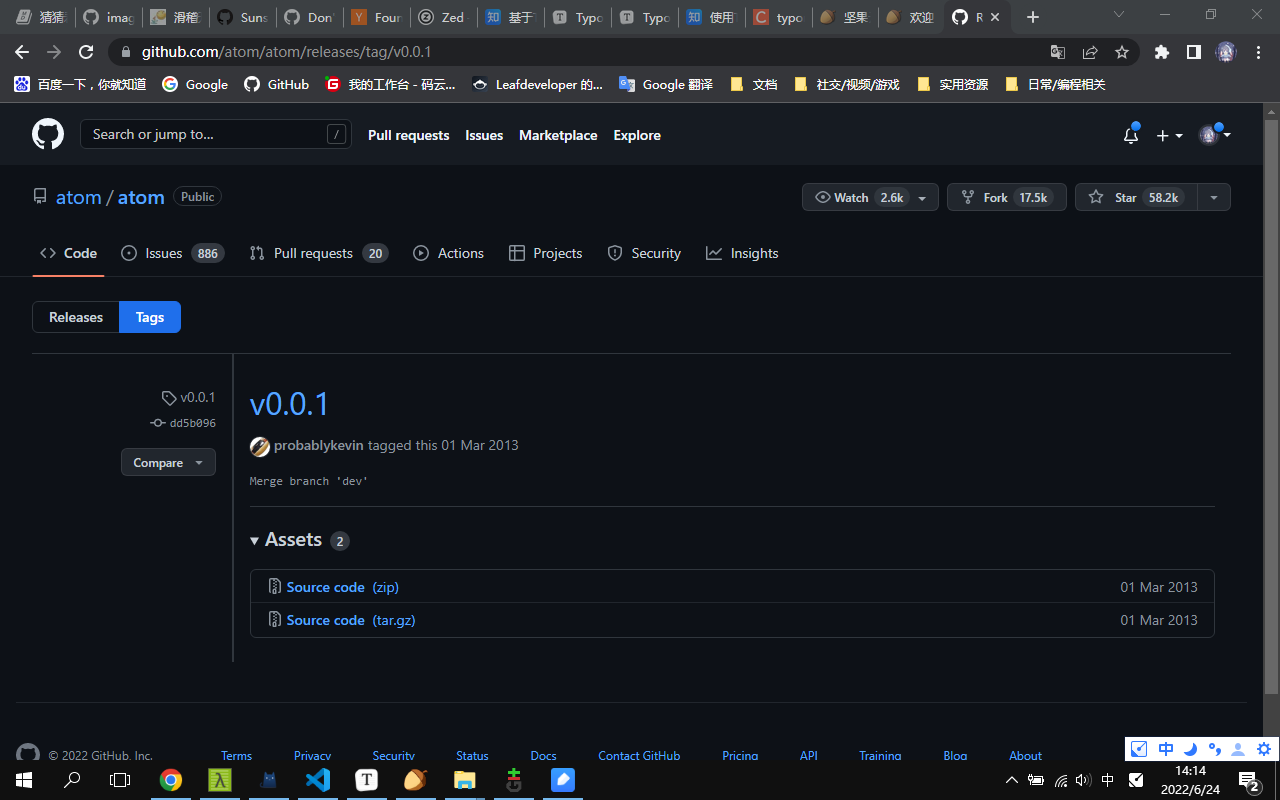 猜猜 imag 滑稽 Suns Don' Foun Zed 基于 Typo Typo 使用 typo 坚果 欢迎 R
github.com/atom/atom/releases/tag/v0.0.1
百度一下，你就知道 Google GitHub 我的工作台 - 码云... Leafdeveloper 的... Google 翻译 文档 社交/视频/游戏 实用资源 日常/编程相关
Search or jump to... / Pull requests Issues Marketplace Explore
atom / atom Public Watch 2.6k Fork 17.5k Star 58.2k
Code Issues 886 Pull requests 20 Actions Projects Security Insights
Releases Tags
v0.0.1
dd5b096
Compare
v0.0.1
probablykevin tagged this 01 Mar 2013
Merge branch 'dev'
Assets 2
Source code (zip) 01 Mar 2013
Source code (tar.gz) 01 Mar 2013
© 2022 GitHub, Inc. Terms Privacy Security Status Docs Contact GitHub Pricing API Training Blog About
中
中 14:14
2022/6/24 2